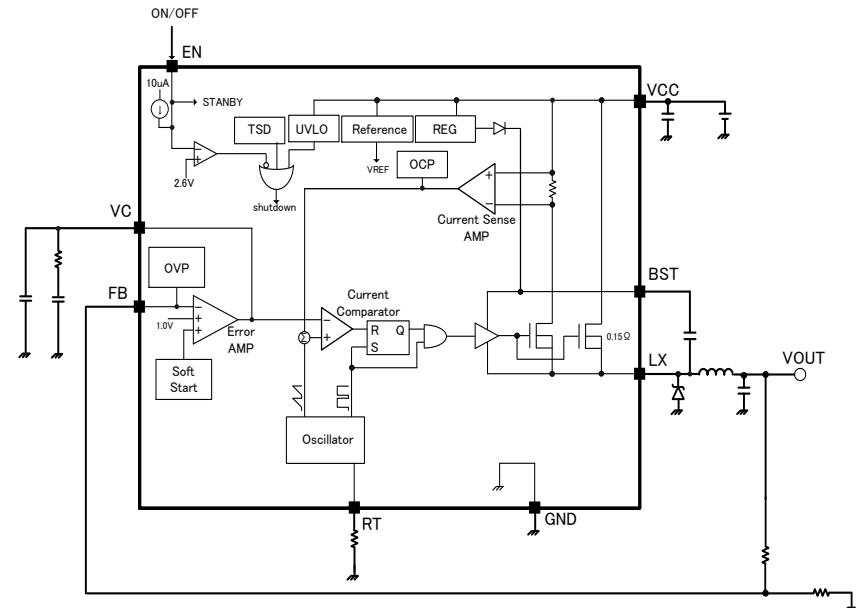 ON/OFF
EN
10uA
STANBY
TSD
UVLO
Reference
REG
VCC
VREF
OCP
2.6V
shutdown
Current Sense
AMP
VC
OVP
FB
1.0V
Error
AMP
Soft
Start
Current
Comparator
Σ
R
Q
S
0.15Ω
BST
LX
VOUT
Oscillator
RT
GND